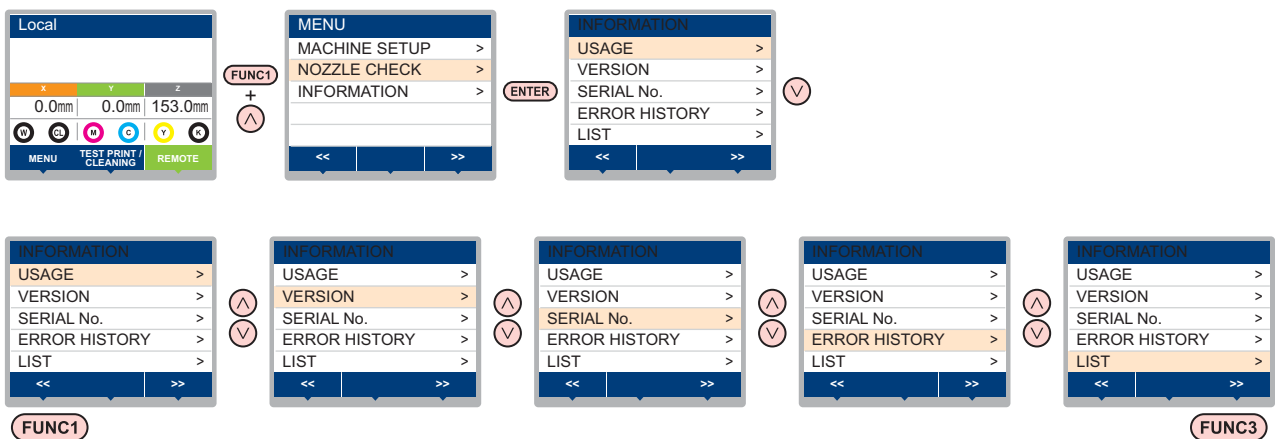 Local
X Y Z
0.0mm 0.0mm 153.0mm
W CL M C Y K
MENU TEST PRINT / CLEANING REMOTE
FUNC1
+
MENU
MACHINE SETUP >
NOZZLE CHECK >
INFORMATION >
<< >>
ENTER
INFORMATION
USAGE >
VERSION >
SERIAL No. >
ERROR HISTORY >
LIST >
<< >>
INFORMATION
USAGE >
VERSION >
SERIAL No. >
ERROR HISTORY >
LIST >
<< >>
FUNC1
INFORMATION
USAGE >
VERSION >
SERIAL No. >
ERROR HISTORY >
LIST >
<< >>
INFORMATION
USAGE >
VERSION >
SERIAL No. >
ERROR HISTORY >
LIST >
<< >>
INFORMATION
USAGE >
VERSION >
SERIAL No. >
ERROR HISTORY >
LIST >
<< >>
INFORMATION
USAGE >
VERSION >
SERIAL No. >
ERROR HISTORY >
LIST >
<< >>
FUNC3